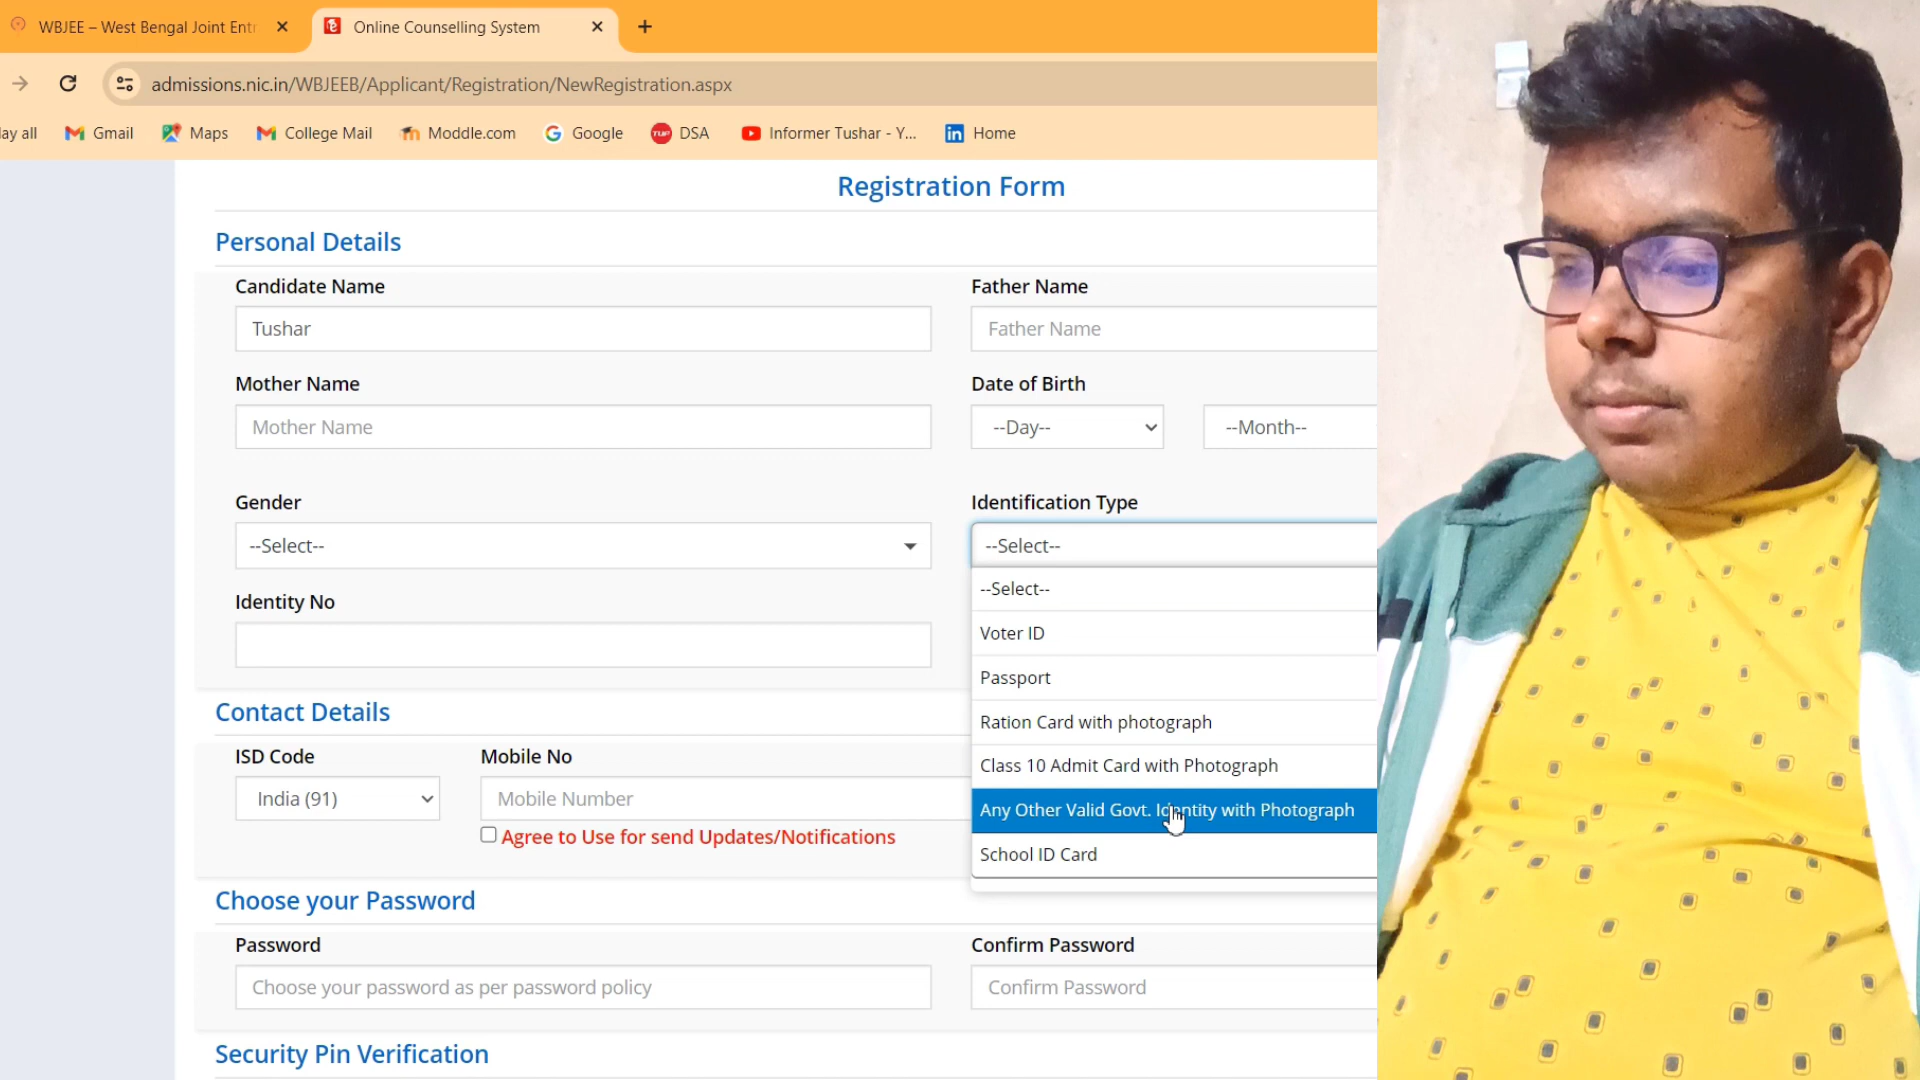 WBJEE – West Bengal Joint Entr
Online Counselling System
admissions.nic.in/WBJEEB/Applicant/Registration/NewRegistration.aspx
lay all
Gmail
Maps
College Mail
Moddle.com
Google
DSA
Informer Tushar - Y...
Home
Registration Form
Personal Details
Candidate Name
Father Name
Tushar
Father Name
Mother Name
Date of Birth
Mother Name
--Day--
--Month--
Gender
Identification Type
--Select--
--Select--
--Select--
Identity No
Voter ID
Passport
Ration Card with photograph
Class 10 Admit Card with Photograph
Any Other Valid Govt. Identity with Photograph
School ID Card
Contact Details
ISD Code
Mobile No
India (91)
Mobile Number
Agree to Use for send Updates/Notifications
Choose your Password
Password
Confirm Password
Choose your password as per password policy
Confirm Password
Security Pin Verification